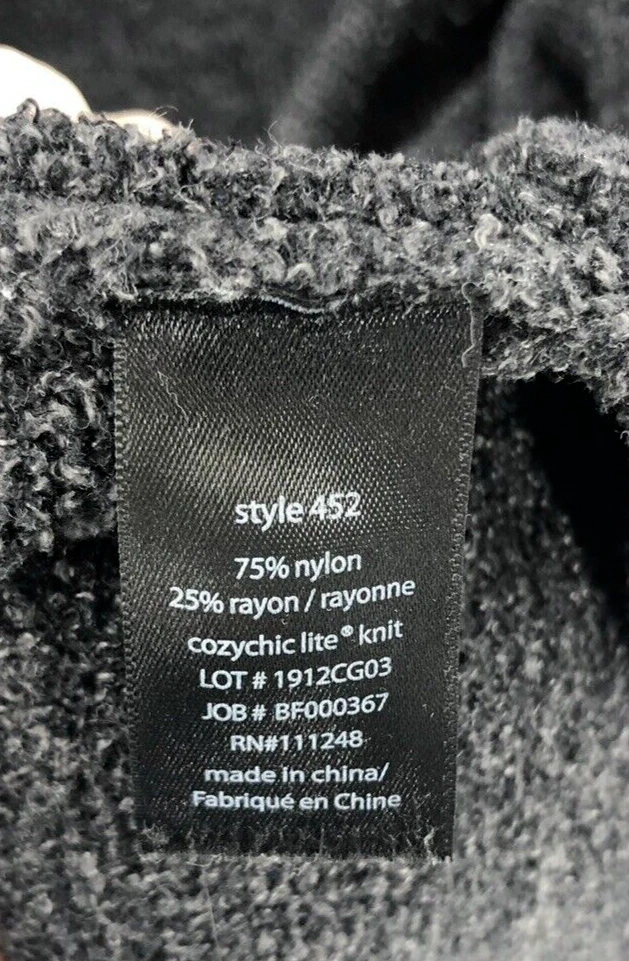 style 452
75% nylon
25% rayon / rayonne
cozychic lite® knit
LOT # 1912CG03
JOB # BF000367
RN#111248
made in china/
Fabriqué en Chine